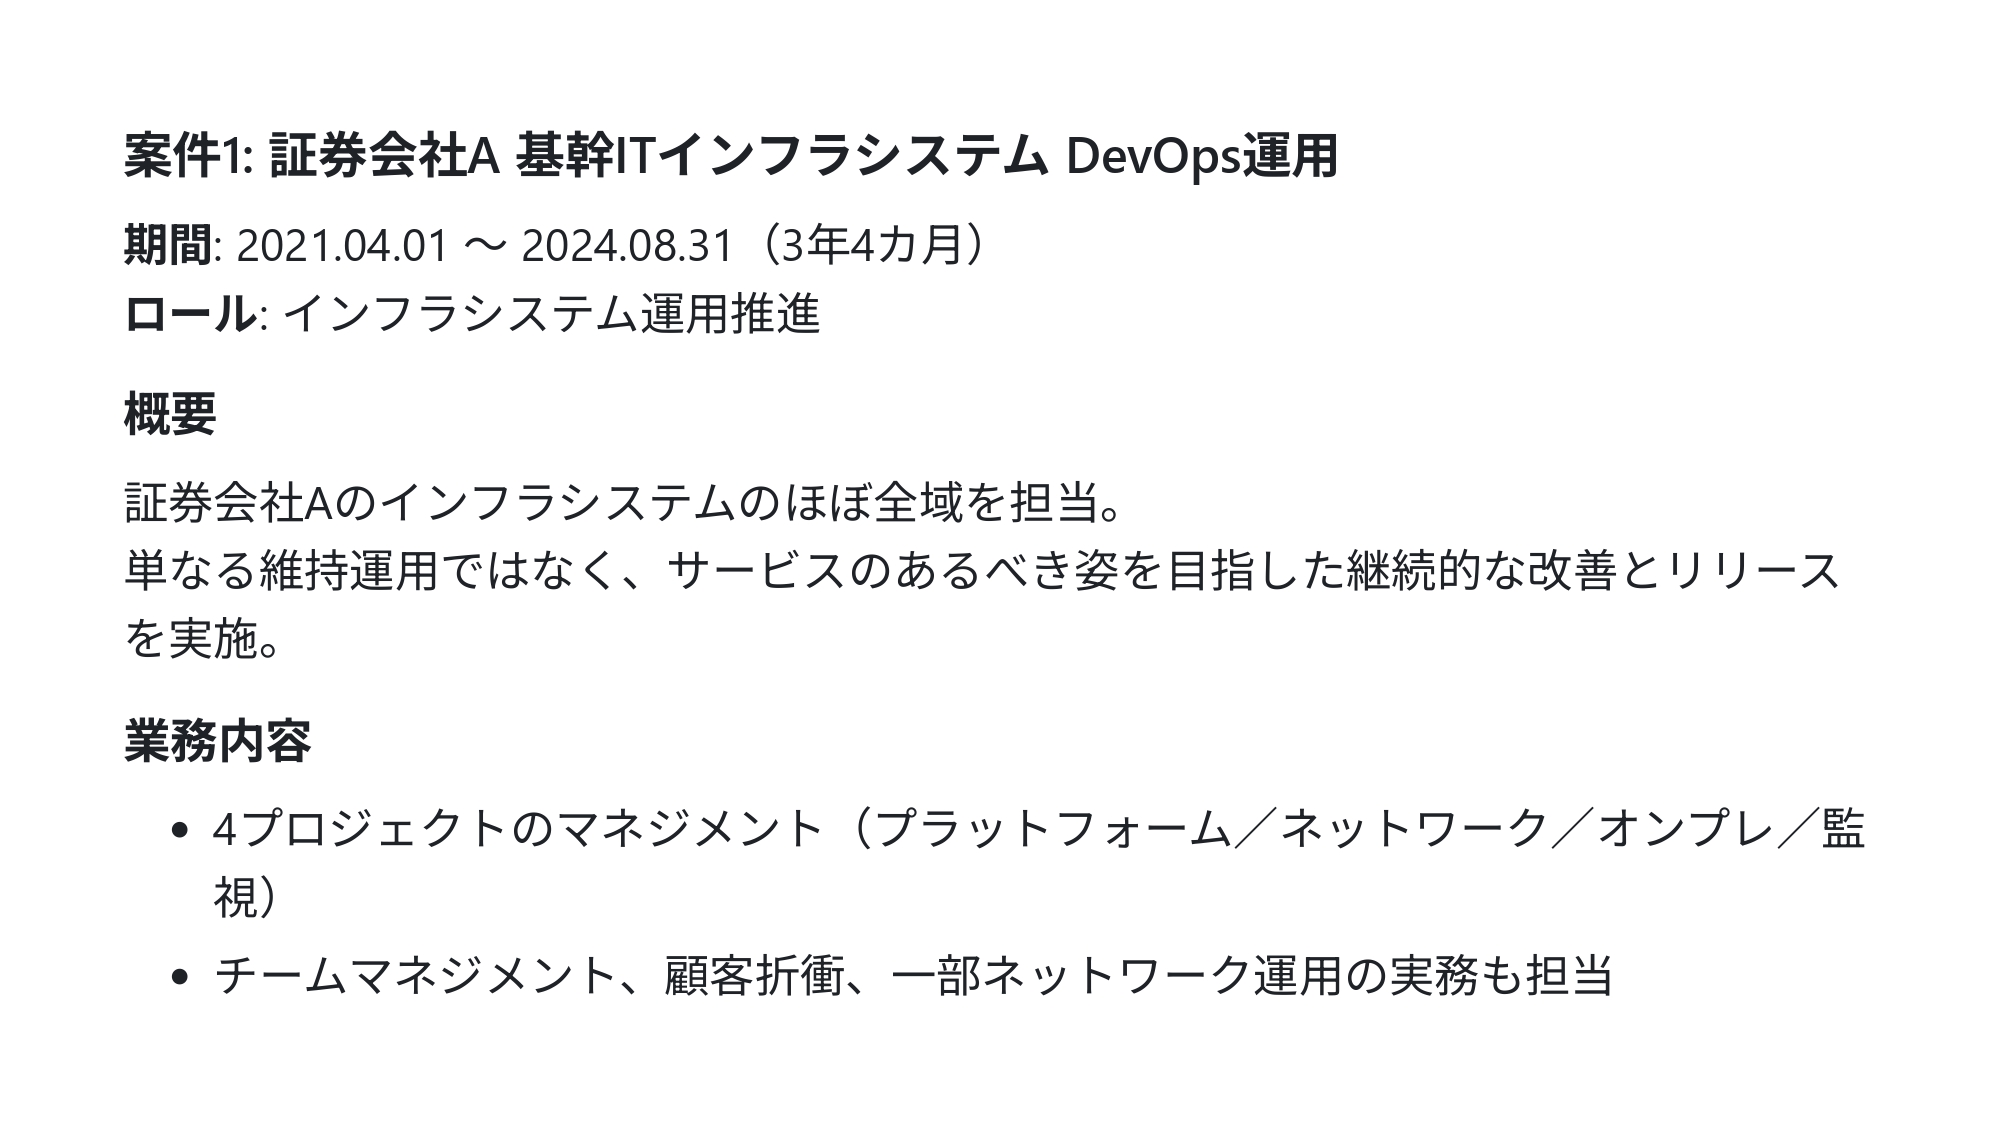 案件1: 証券会社A 基幹ITインフラシステム DevOps運用
期間: 2021.04.01 〜 2024.08.31（3年4カ月）
ロール: インフラシステム運用推進
概要
証券会社Aのインフラシステムのほぼ全域を担当。
単なる維持運用ではなく、サービスのあるべき姿を目指した継続的な改善とリリース
を実施。
業務内容
• 4プロジェクトのマネジメント（プラットフォーム／ネットワーク／オンプレ／監
視）
• チームマネジメント、顧客折衝、一部ネットワーク運用の実務も担当